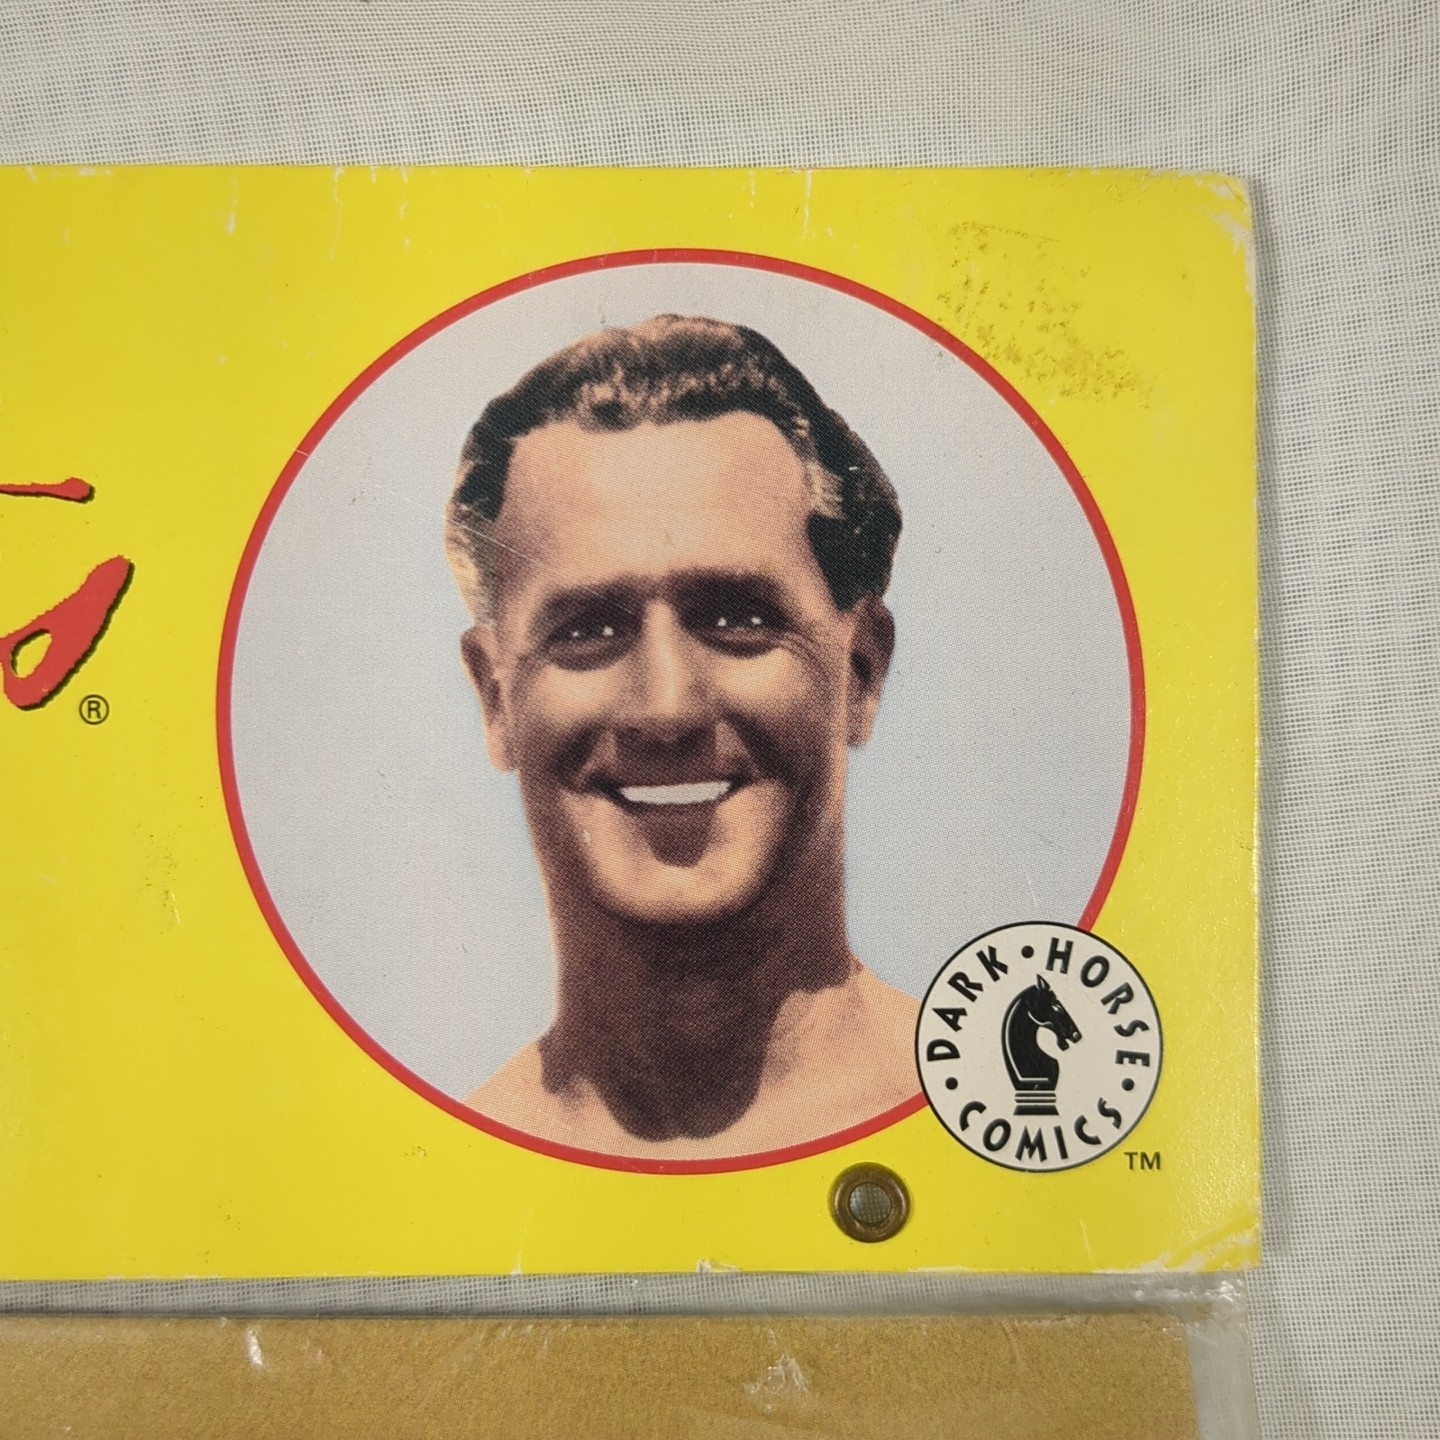 ®
DARK • HORSE • COMICS •
TM